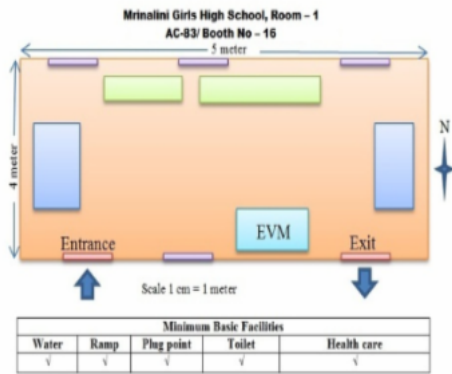 Mrinalini Girls High School, Room – 1
AC-83/ Booth No – 16
5 meter
4 meter
N
EVM
Entrance
Exit
Scale 1 cm = 1 meter
Minimum Basic Facilities
Water Ramp Plug point Toilet Health care
√ √ √ √ √